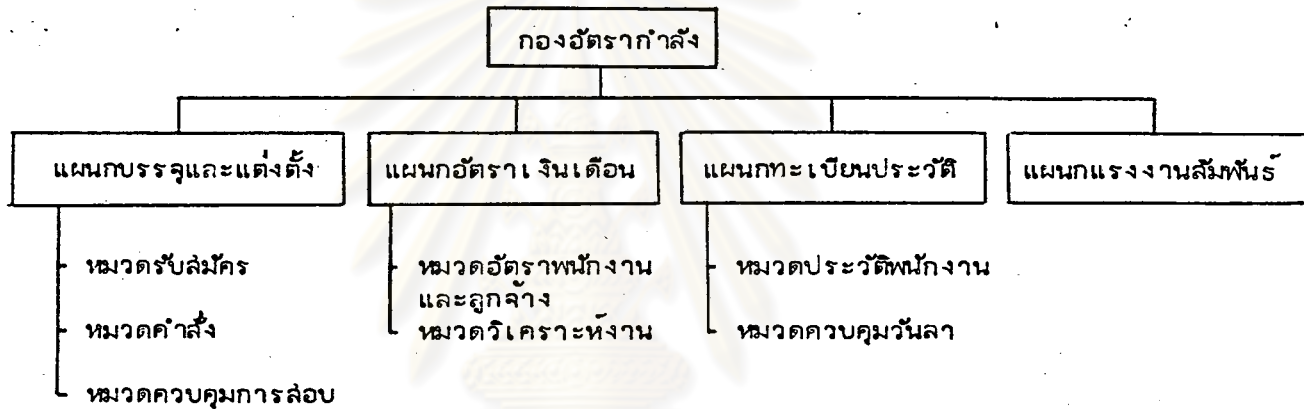 กองอัตรากำลัง
แผนกบรรจุและแต่งตั้ง
แผนกอัตราเงินเดือน
แผนกทะเบียนประวัติ
แผนกแรงงานสัมพันธ์
- หมวดรับสมัคร
- หมวดคำสั่ง
- หมวดควบคุมการสอบ
- หมวดอัตราพนักงาน
และลูกจ้าง
- หมวดวิเคราะห์งาน
- หมวดประวัติพนักงาน
- หมวดควบคุมวันลา